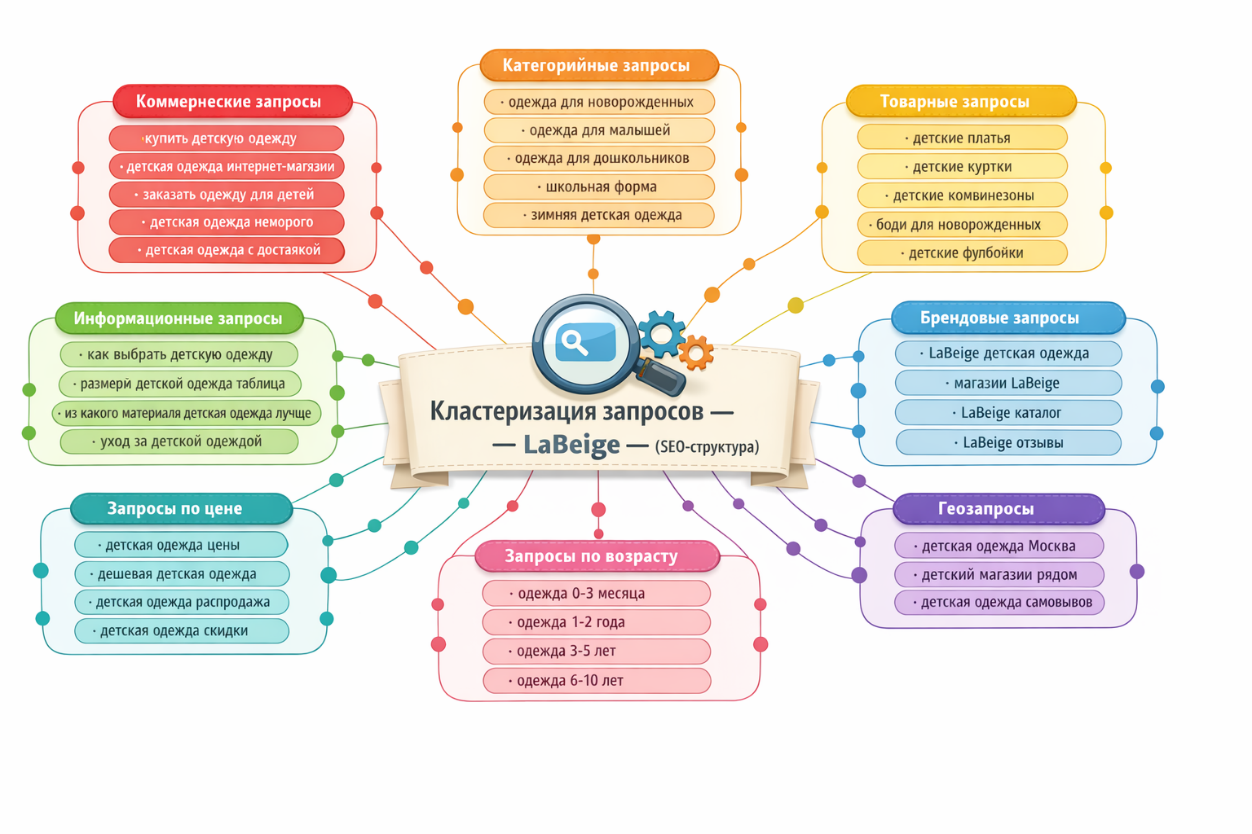 Категорийные запросы
· одежда для новорожденных
· одежда для малышей
· одежда для дошкольников
· школьная форма
· зимняя детская одежда
Коммернеские запросы
·купить детскую одежду
· детская одежда интернет-магязии
· заказать одежду для детей
· детская одежда неморого
· детская одежда с достаякой
Товарные запросы
· детские платья
· детские куртки
· детские комвинезоны
· боди для новорожденных
· детские фулбойки
Информационные запросы
· как выбрать детскую одежду
· размерй детской одежда таблица
· из какого материаля детская одежда лучще
· уход за детской одеждой
Кластеризация запросов —
— LaBeige — (SEO-структура)
Брендовые запросы
· LaBeige детская одежда
· магазии LaBeige
· LaBeige каталог
· LaBeige отзывы
Запросы по цене
· детская одежда цены
· дешевая детская одежда
· детская одежда распродажа
· детская одежда скидки
Запросы по возрасту
· одежда 0-3 месяца
· одежда 1-2 года
· одежда 3-5 лет
· одежда 6-10 лет
Геозапросы
· детская одежда Москва
· детский магазии рядом
· детская одежда самовывов